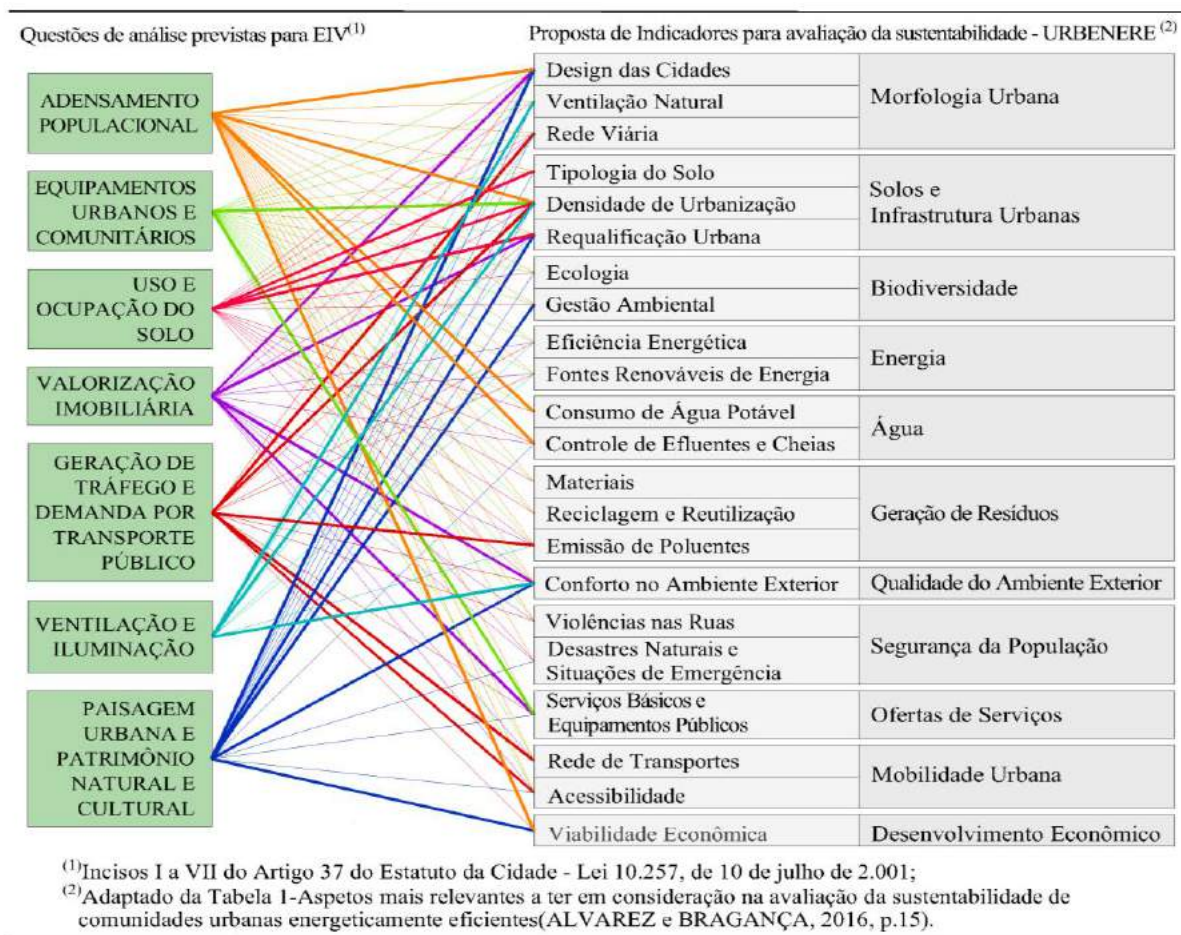 Questões de análise previstas para EIV(1)
Proposta de Indicadores para avaliação da sustentabilidade - URBENERE (2)
ADENSAMENTO
POPULACIONAL
EQUIPAMENTOS
URBANOS E
COMUNITÁRIOS
USO E
OCUPAÇÃO DO
SOLO
VALORIZAÇÃO
IMOBILIÁRIA
GERAÇÃO DE
TRÁFEGO E
DEMANDA POR
TRANSPORTE
PÚBLICO
VENTILAÇÃO E
ILUMINAÇÃO
PAISAGEM
URBANA E
PATRIMÔNIO
NATURAL E
CULTURAL
Design das Cidades
Ventilação Natural
Rede Viária
Morfologia Urbana
Tipologia do Solo
Densidade de Urbanização
Requalificação Urbana
Solos e
Infrastrutura Urbanas
Ecologia
Gestão Ambiental
Biodiversidade
Eficiência Energética
Fontes Renováveis de Energia
Energia
Consumo de Água Potável
Controle de Efluentes e Cheias
Água
Materiais
Reciclagem e Reutilização
Emissão de Poluentes
Geração de Resíduos
Conforto no Ambiente Exterior
Qualidade do Ambiente Exterior
Violências nas Ruas
Desastres Naturais e
Situações de Emergência
Segurança da População
Serviços Básicos e
Equipamentos Públicos
Ofertas de Serviços
Rede de Transportes
Acessibilidade
Mobilidade Urbana
Viabilidade Econômica
Desenvolvimento Econômico
(1)Incisos I a VII do Artigo 37 do Estatuto da Cidade - Lei 10.257, de 10 de julho de 2.001;
(2)Adaptado da Tabela 1-Aspetos mais relevantes a ter em consideração na avaliação da sustentabilidade de
comunidades urbanas energeticamente eficientes(ALVAREZ e BRAGANÇA, 2016, p.15).